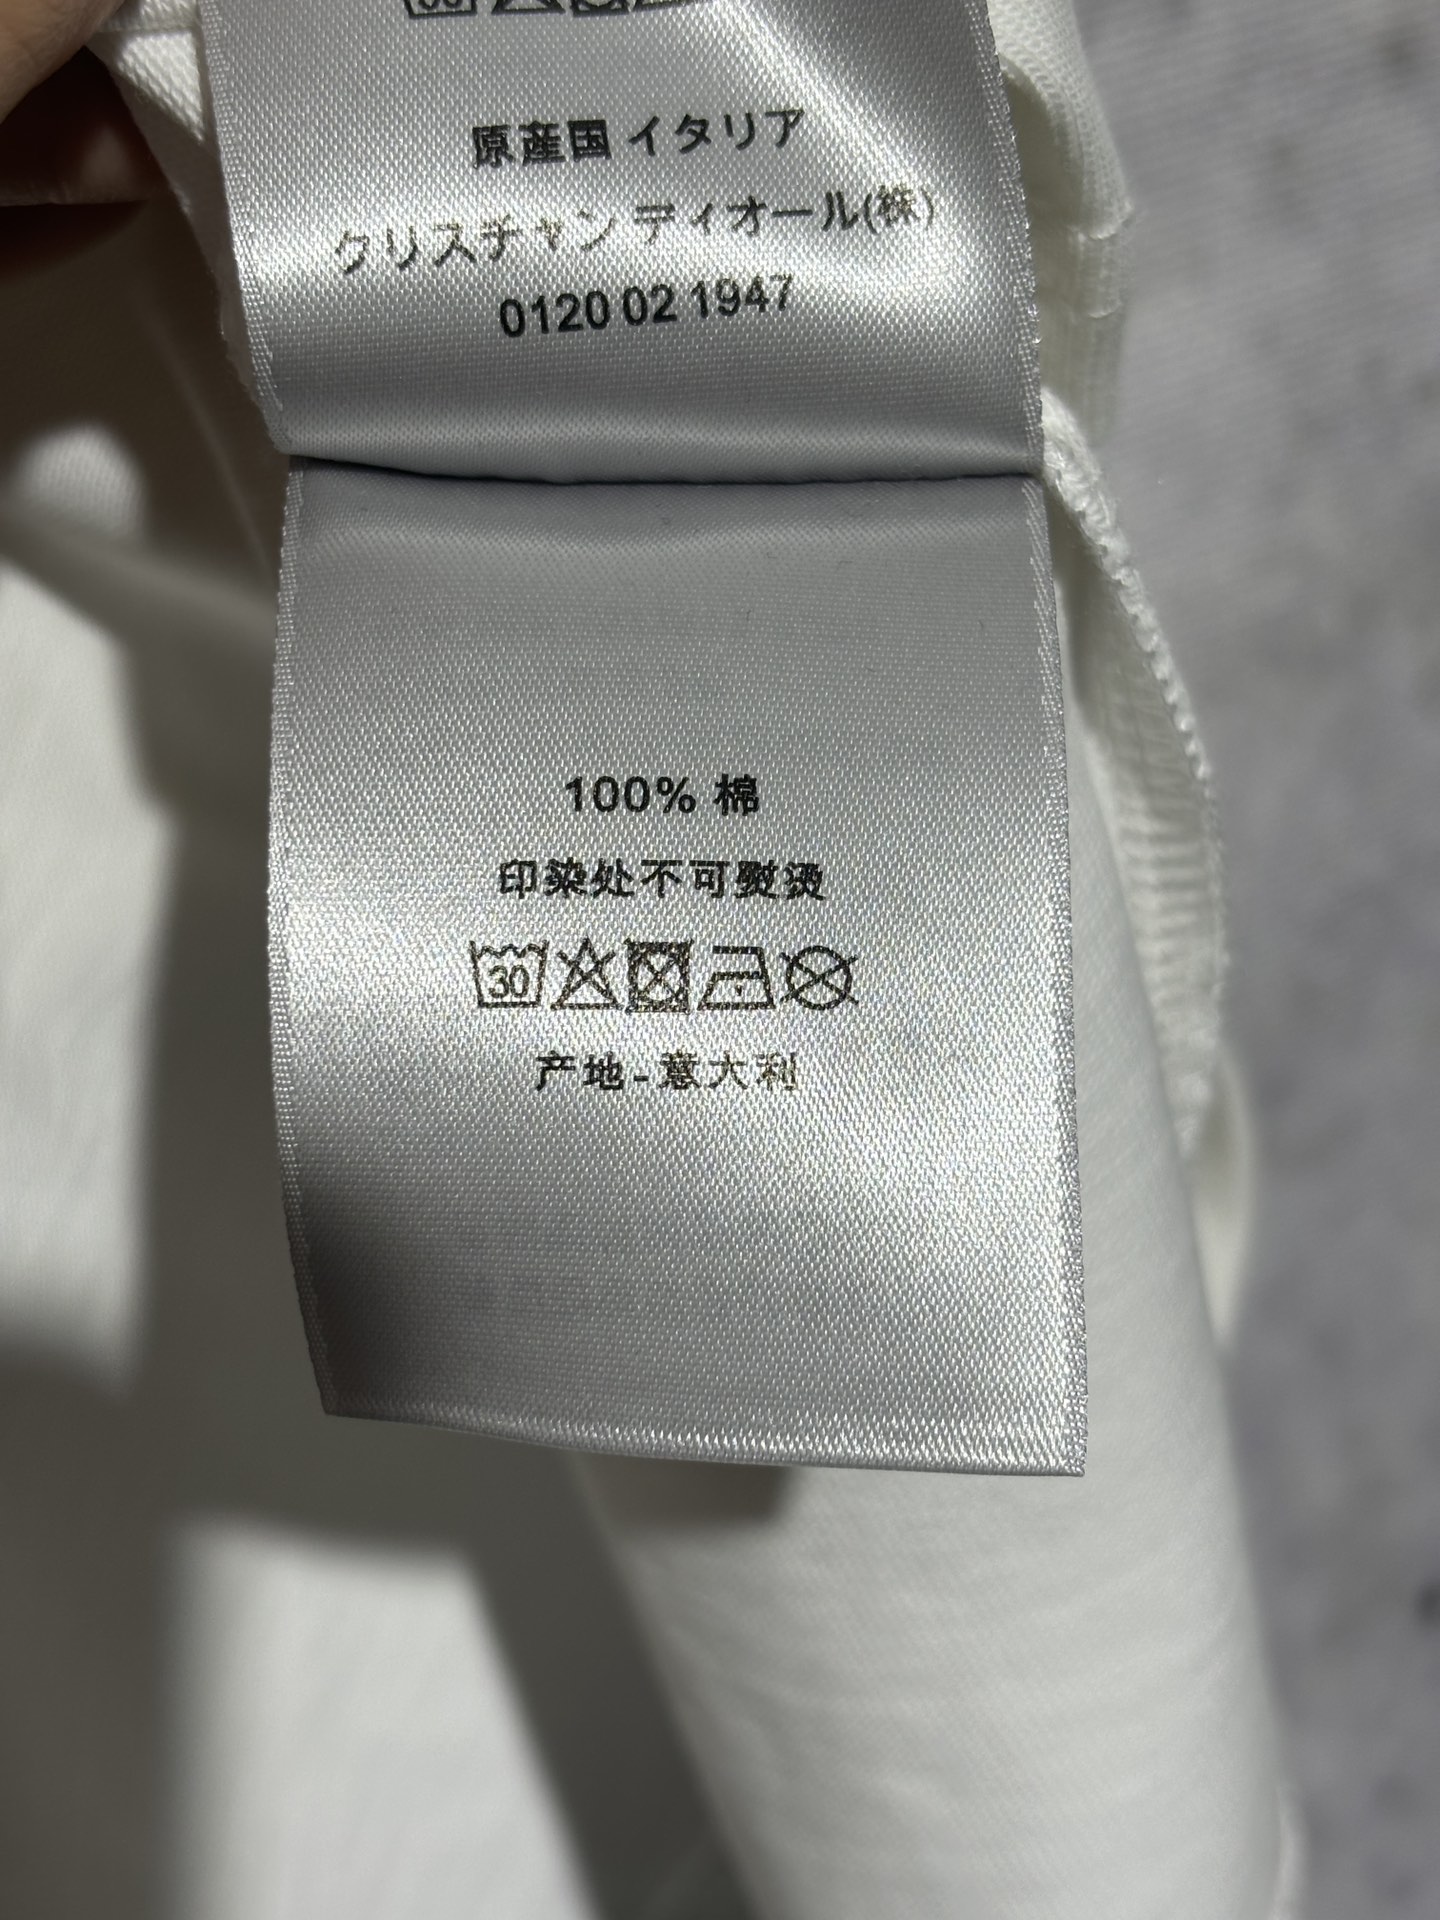 30
原産国 イタリア
クリスチャン ディオール(株)
0120 02 1947
100% 棉
印染处不可熨烫
30
产地-意大利